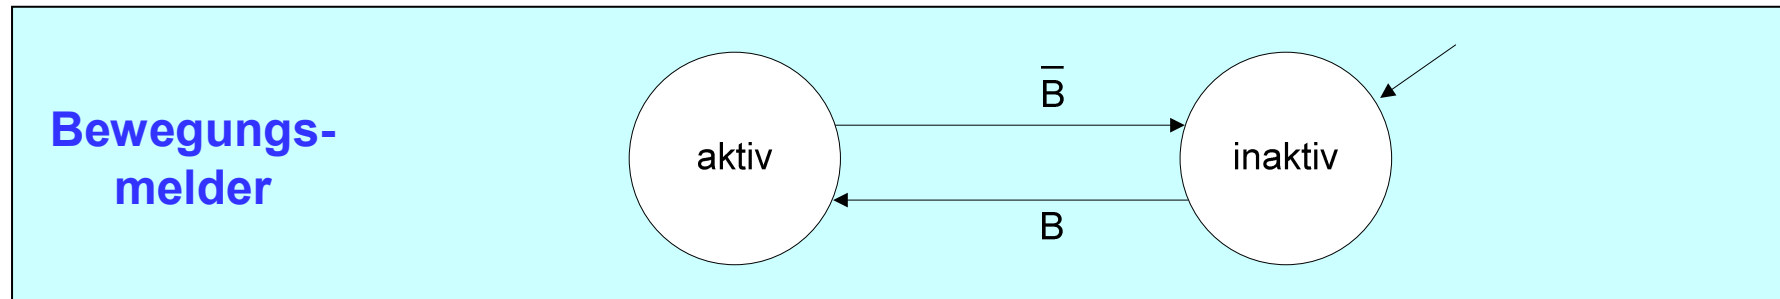 Bewegungs-
melder
aktiv
B̅
B
inaktiv